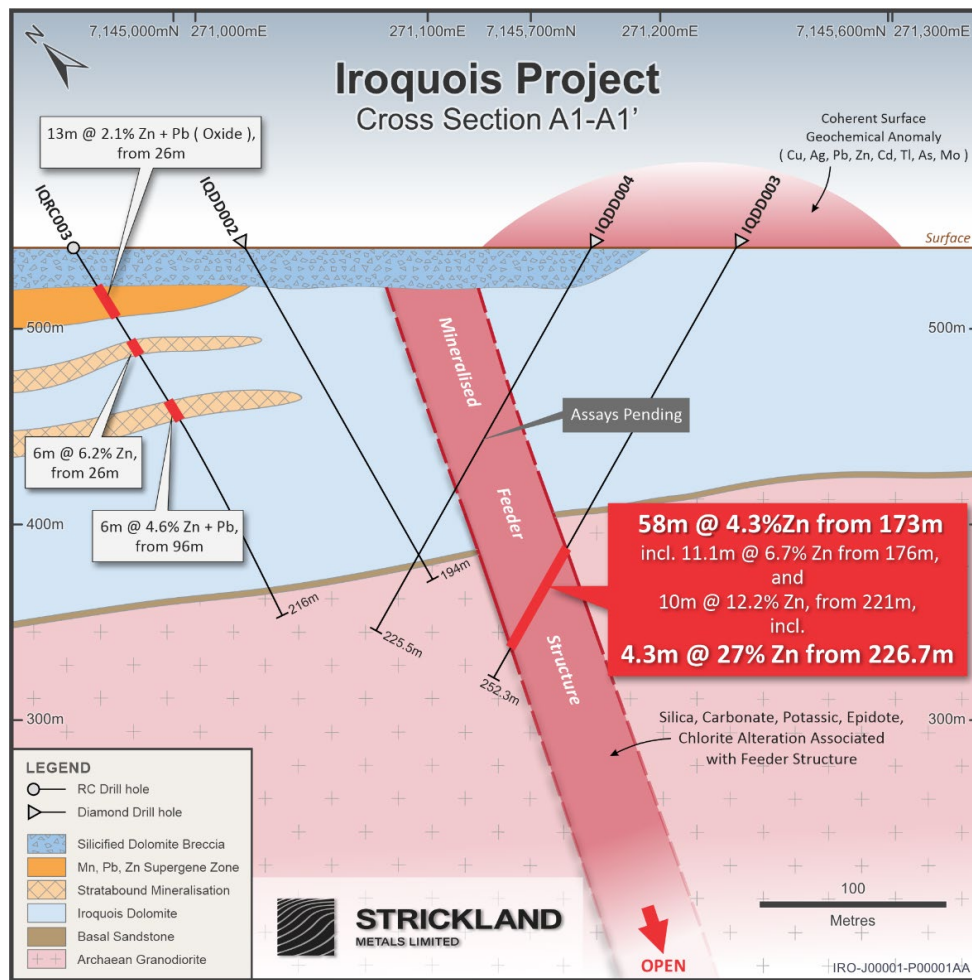 N
7,145,000mN
271,000mE
271,100mE
7,145,700mN
271,200mE
7,145,600mN
271,300mE
Iroquois Project
Cross Section A1-A1’
13m @ 2.1% Zn + Pb ( Oxide ),
from 26m
Coherent Surface
Geochemical Anomaly
( Cu, Ag, Pb, Zn, Cd, Tl, As, Mo )
IQRC003
IQDD002
IQDD004
IQDD003
Surface
500m
500m
Mineralised
Feeder
Structure
Assays Pending
6m @ 6.2% Zn,
from 26m
6m @ 4.6% Zn + Pb,
from 96m
400m
400m
58m @ 4.3%Zn from 173m
incl. 11.1m @ 6.7% Zn from 176m,
and
10m @ 12.2% Zn, from 221m,
incl.
4.3m @ 27% Zn from 226.7m
194m
216m
225.5m
252.3m
300m
300m
Silica, Carbonate, Potassic, Epidote,
Chlorite Alteration Associated
with Feeder Structure
LEGEND
RC Drill hole
Diamond Drill hole
Silicified Dolomite Breccia
Mn, Pb, Zn Supergene Zone
Stratabound Mineralisation
Iroquois Dolomite
Basal Sandstone
Archaean Granodiorite
STRICKLAND
METALS LIMITED
100
Metres
OPEN
IRO-J00001-P00001AA